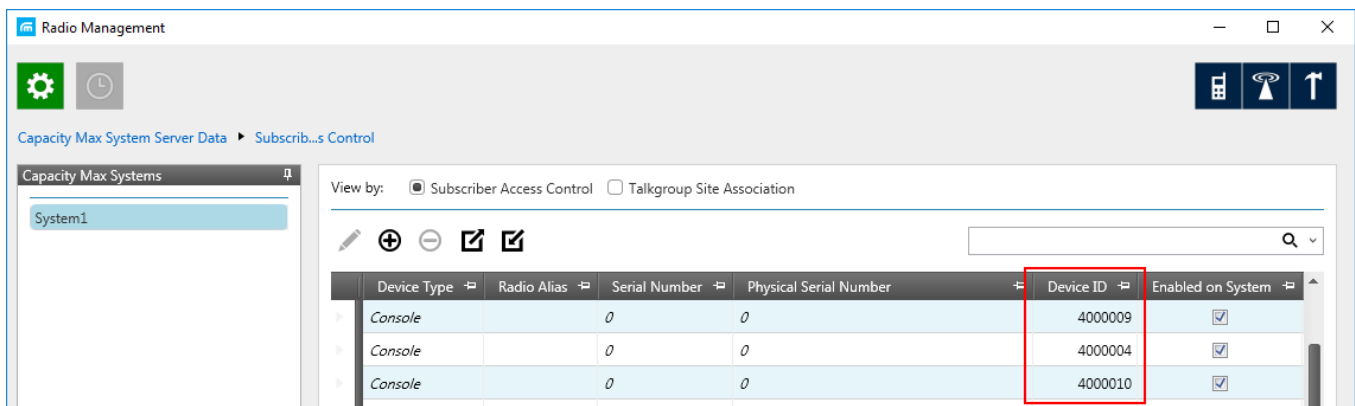 Radio Management
Capacity Max System Server Data Subscrib...s Control
Capacity Max Systems
System1
View by: Subscriber Access Control Talkgroup Site Association
Device Type Radio Alias Serial Number Physical Serial Number Device ID Enabled on System
Console 0 0 4000009
Console 0 0 4000004
Console 0 0 4000010